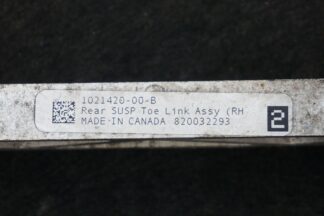 1021420-00-B
Rear SUSP Toe Link Assy (RH
MADE-IN CANADA 820032293
2